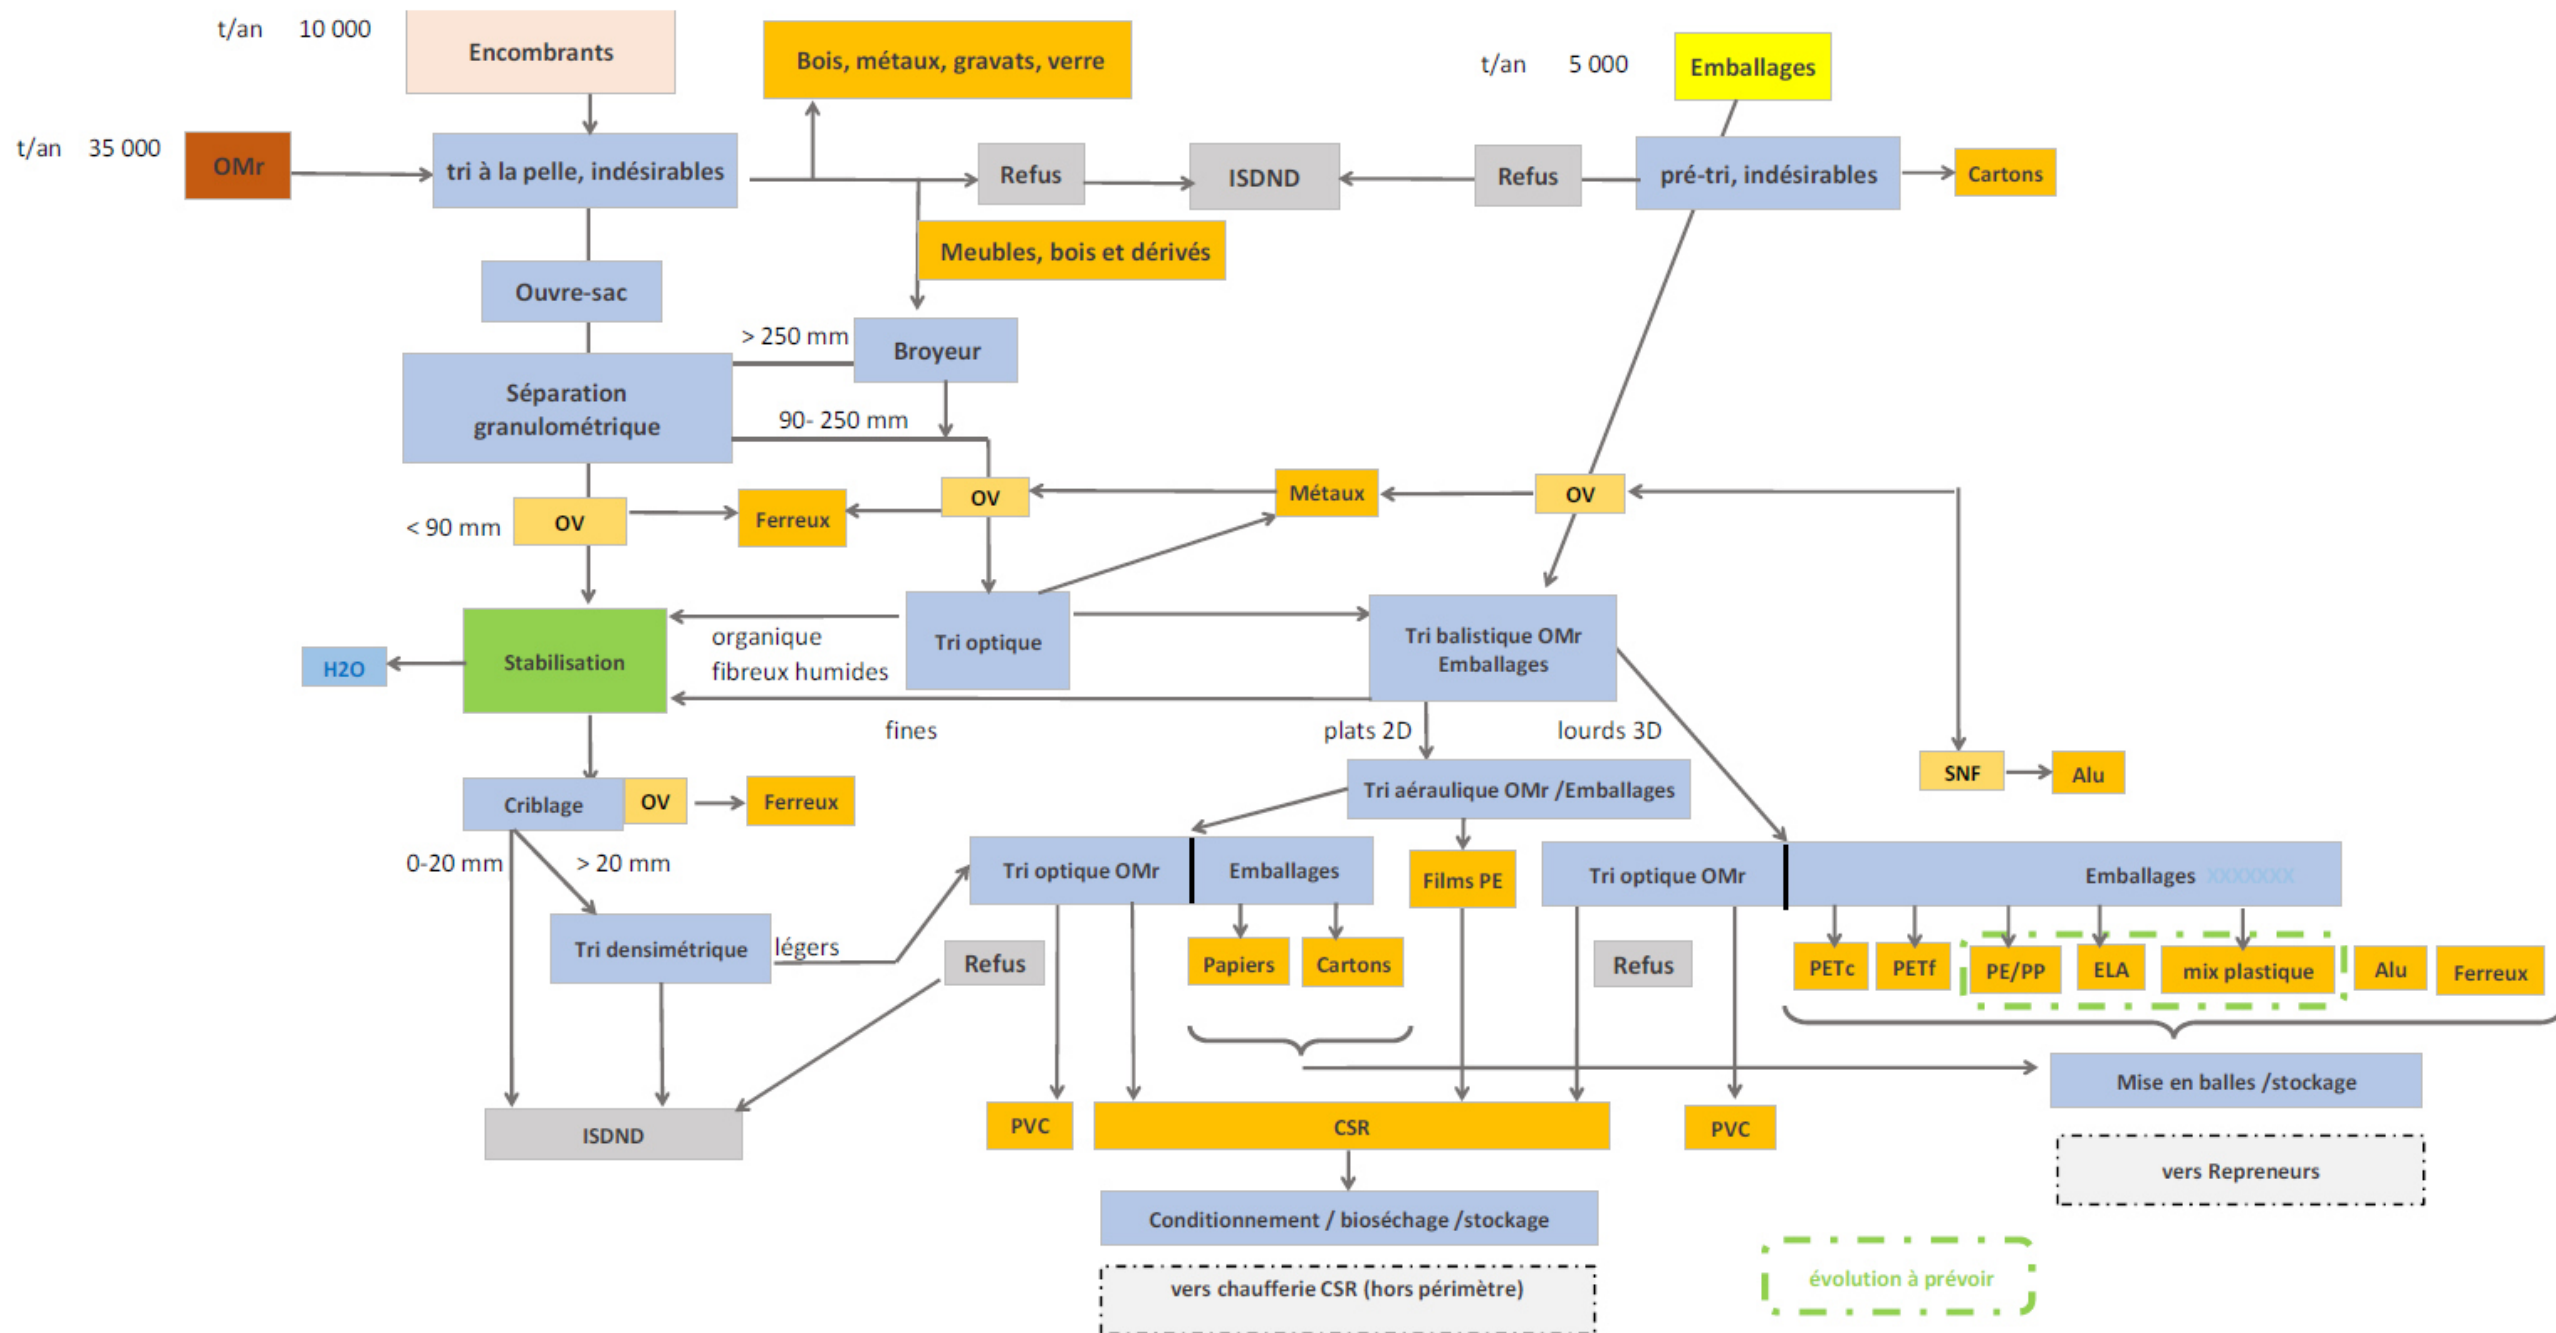 t/an 10 000
Encombrants
Bois, métaux, gravats, verre
t/an 5 000
Emballages
t/an 35 000
OMr
tri à la pelle, indésirables
Refus
ISDND
Refus
pré-tri, indésirables
Cartons
Meubles, bois et dérivés
Ouvre-sac
> 250 mm
Broyeur
Séparation
granulométrique
90- 250 mm
< 90 mm
OV
Ferreux
OV
Métaux
OV
Stabilisation
H2O
organique
fibreux humides
Tri optique
Tri balistique OMr
Emballages
fines
plats 2D
lourds 3D
SNF
Alu
Criblage
OV
Ferreux
Tri aéraulique OMr /Emballages
0-20 mm
> 20 mm
Tri optique OMr
Emballages
Films PE
Tri optique OMr
Emballages XXXXXXX
Tri densimétrique
légers
Refus
Papiers
Cartons
Refus
PETc
PETf
PE/PP
ELA
mix plastique
Alu
Ferreux
Mise en balles /stockage
ISDND
PVC
CSR
PVC
vers Repreneurs
Conditionnement / bioséchage /stockage
vers chaufferie CSR (hors périmètre)
évolution à prévoir